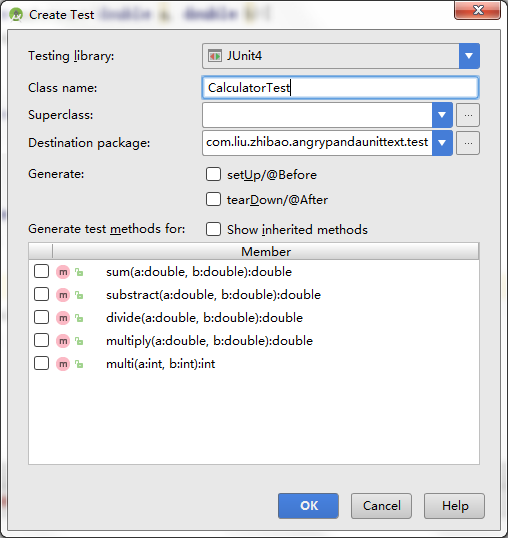 Create Test
Testing library: JUnit4
Class name: CalculatorTest
Superclass:
Destination package: com.liu.zhibao.angrypandaunittext.test
Generate: setUp/@Before
tearDown/@After
Generate test methods for: Show inherited methods
Member
m sum(a:double, b:double):double
m substract(a:double, b:double):double
m divide(a:double, b:double):double
m multiply(a:double, b:double):double
m multi(a:int, b:int):int
OK Cancel Help